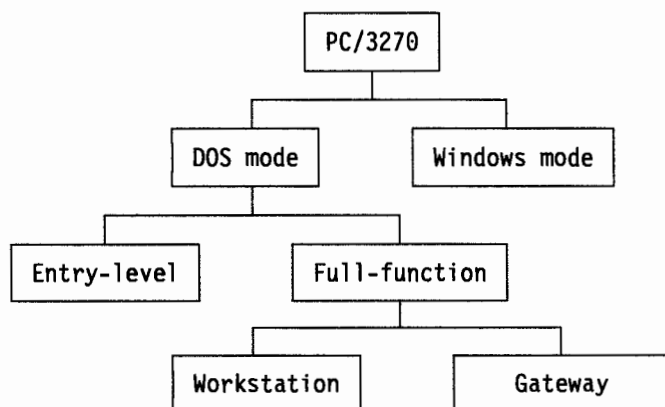 PC/3270
DOS mode Windows mode
Entry-level Full-function
Workstation Gateway